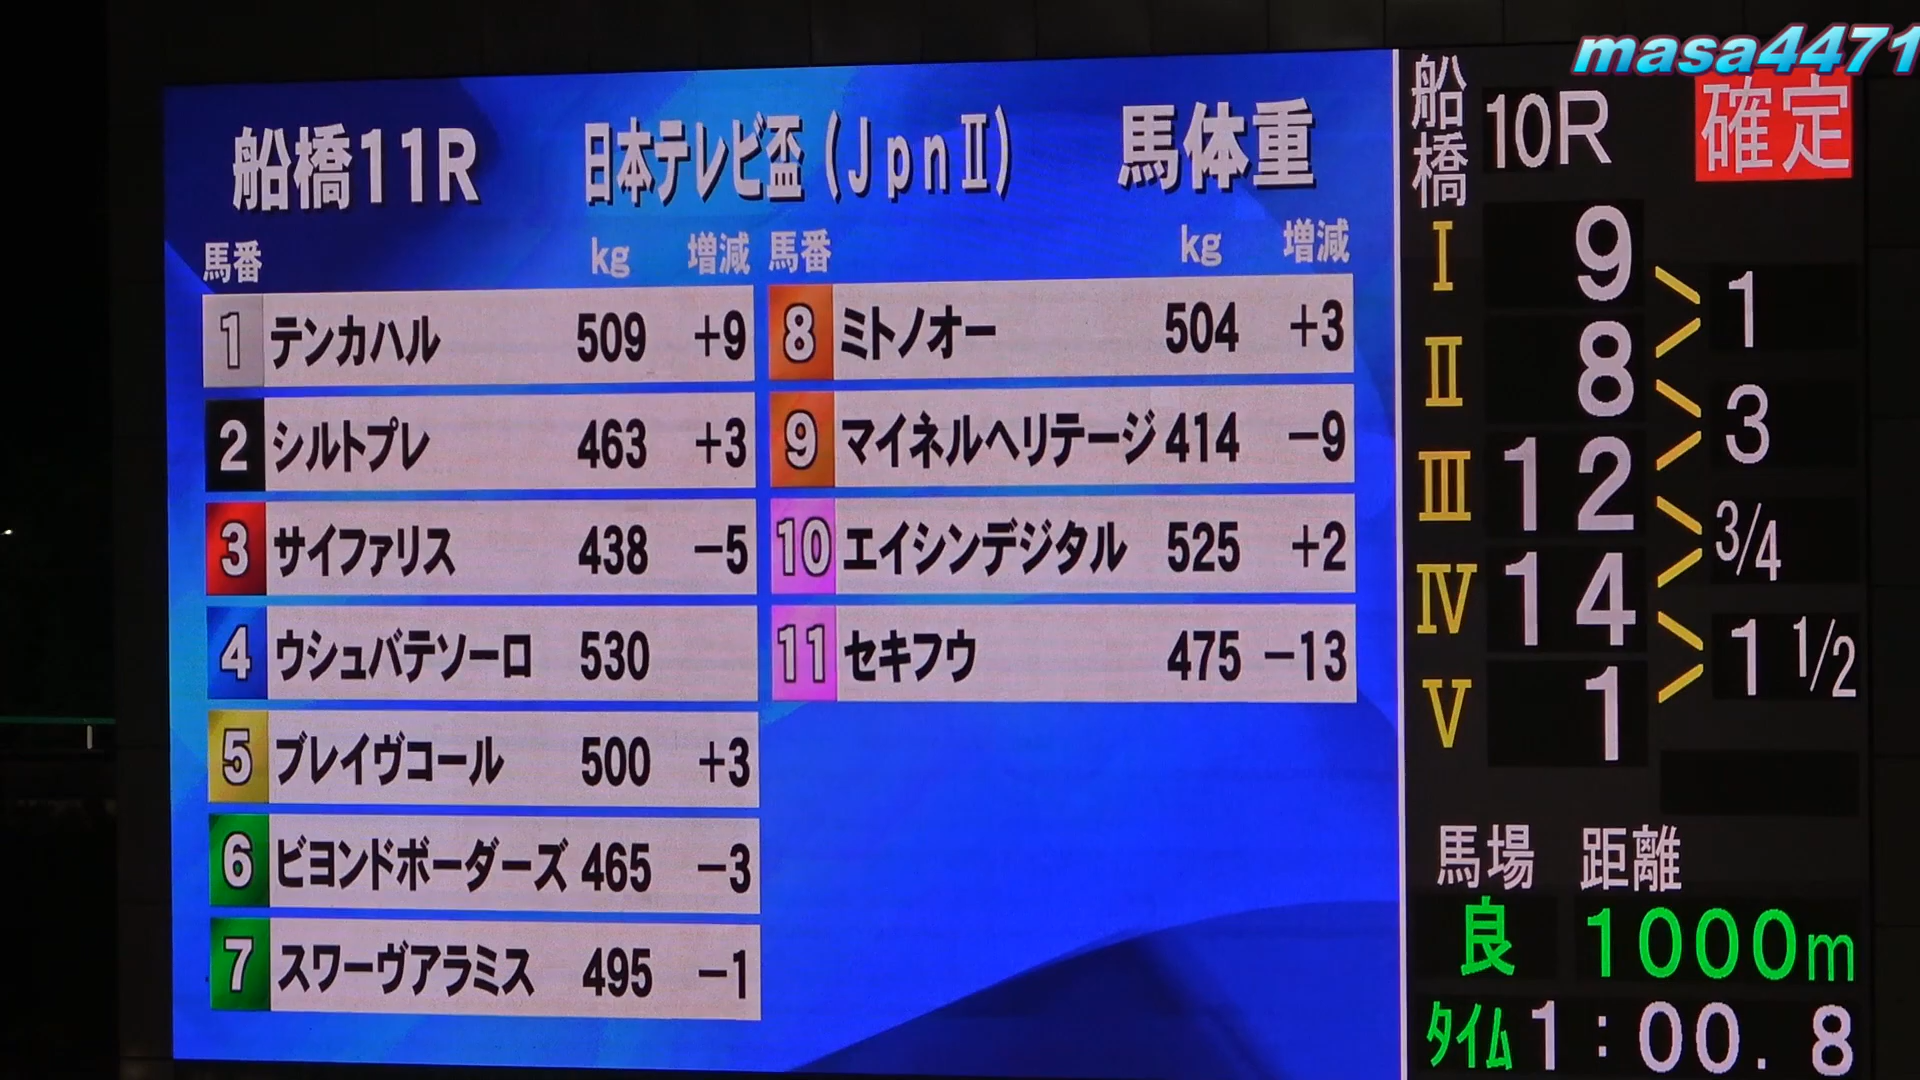 masa4471
船橋11R 日本テレビ盃(JpnⅡ) 馬体重
馬番 kg 増減 馬番 kg 増減
1 テンカハル 509 +9
2 シルトプレ 463 +3
3 サイファリス 438 -5
4 ウシュバテソーロ 530
5 ブレイヴコール 500 +3
6 ビヨンドボーダーズ 465 -3
7 スワーヴアラミス 495 -1
8 ミトノオー 504 +3
9 マイネルヘリテージ 414 -9
10 エイシンデジタル 525 +2
11 セキフウ 475 -13
船橋 10R 確定
Ⅰ 9
> 1
Ⅱ 8
> 3
Ⅲ 12
> 3/4
Ⅳ 14
> 1 1/2
Ⅴ 1
馬場 距離
良 1000m
タイム 1:00.8